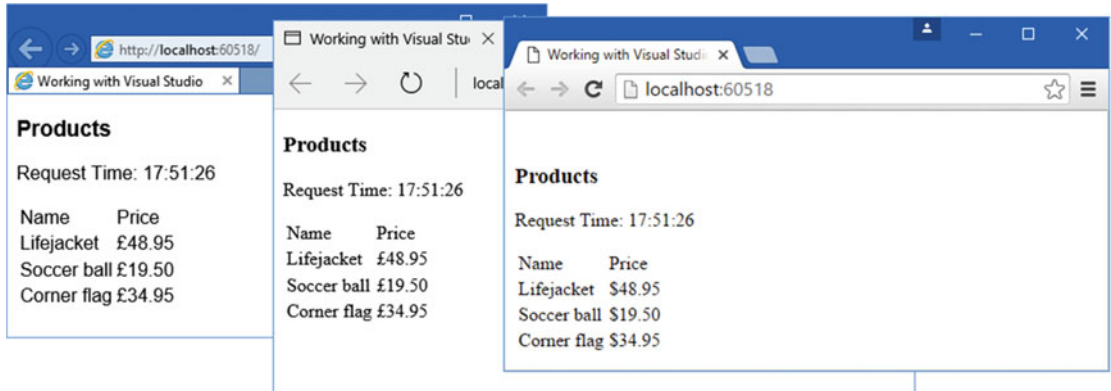 http://localhost:60518/
Working with Visual Studio
Products
Request Time: 17:51:26
Name Price
Lifejacket £48.95
Soccer ball £19.50
Corner flag £34.95
Working with Visual Stu
local
Products
Request Time: 17:51:26
Name Price
Lifejacket £48.95
Soccer ball £19.50
Corner flag £34.95
Working with Visual Studi
localhost:60518
Products
Request Time: 17:51:26
Name Price
Lifejacket $48.95
Soccer ball $19.50
Corner flag $34.95